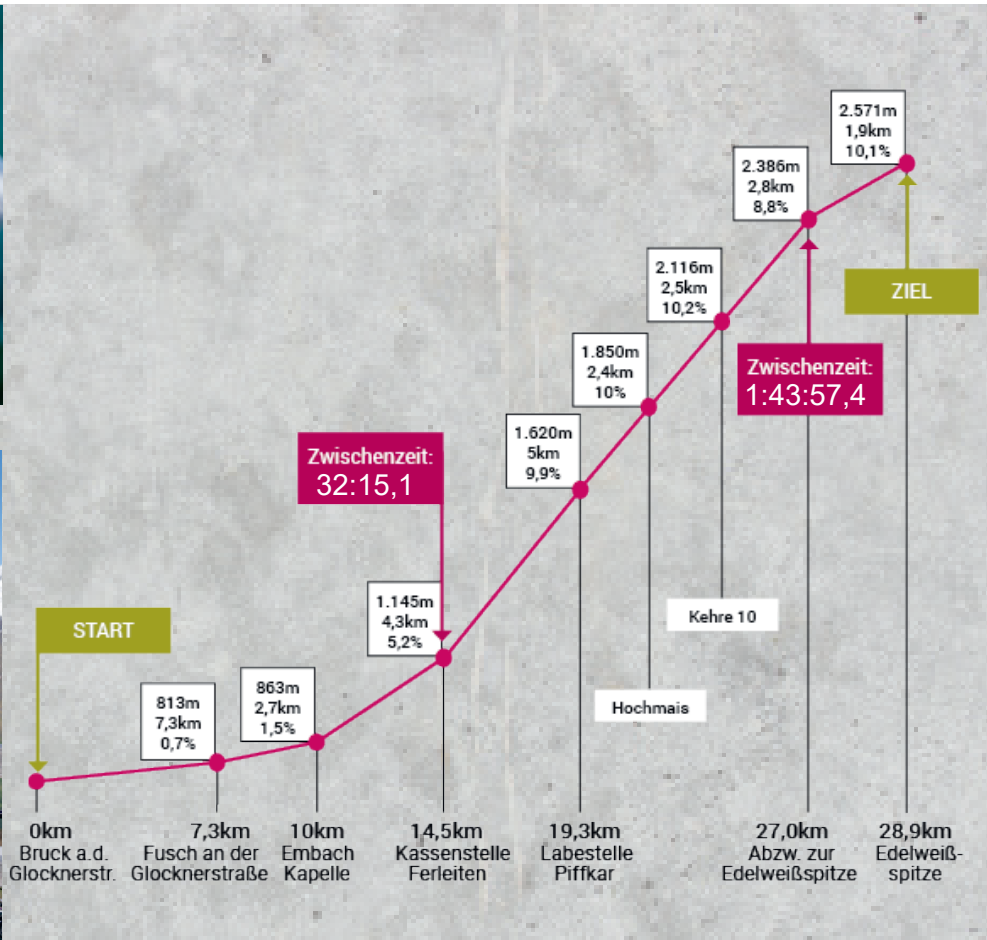 2.571m
1,9km
10,1%
2.386m
2,8km
8,8%
2.116m
2,5km
10,2%
ZIEL
1.850m
2,4km
10%
Zwischenzeit:
1:43:57,4
1.620m
5km
9,9%
Zwischenzeit:
32:15,1
1.145m
4,3km
5,2%
START
Kehre 10
813m
7,3km
0,7%
863m
2,7km
1,5%
Hochmais
0km
Bruck a.d.
Glocknerstr.
7,3km
Fusch an der
Glocknerstraße
10km
Embach
Kapelle
14,5km
Kassenstelle
Ferleiten
19,3km
Labestelle
Piffkar
27,0km
Abzw. zur
Edelweißspitze
28,9km
Edelweiß-
spitze